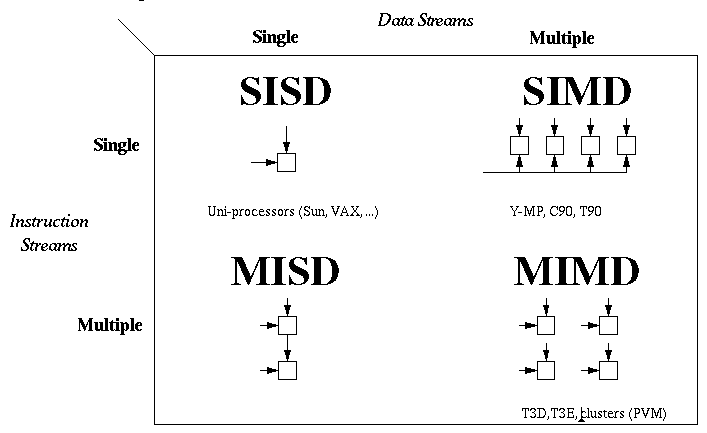 Data Streams
Single Multiple
SISD SIMD
Single
Uni-processors (Sun, VAX,...) Y-MP, C90, T90
Instruction
Streams
MISD MIMD
Multiple
T3D,T3E, clusters (PVM)